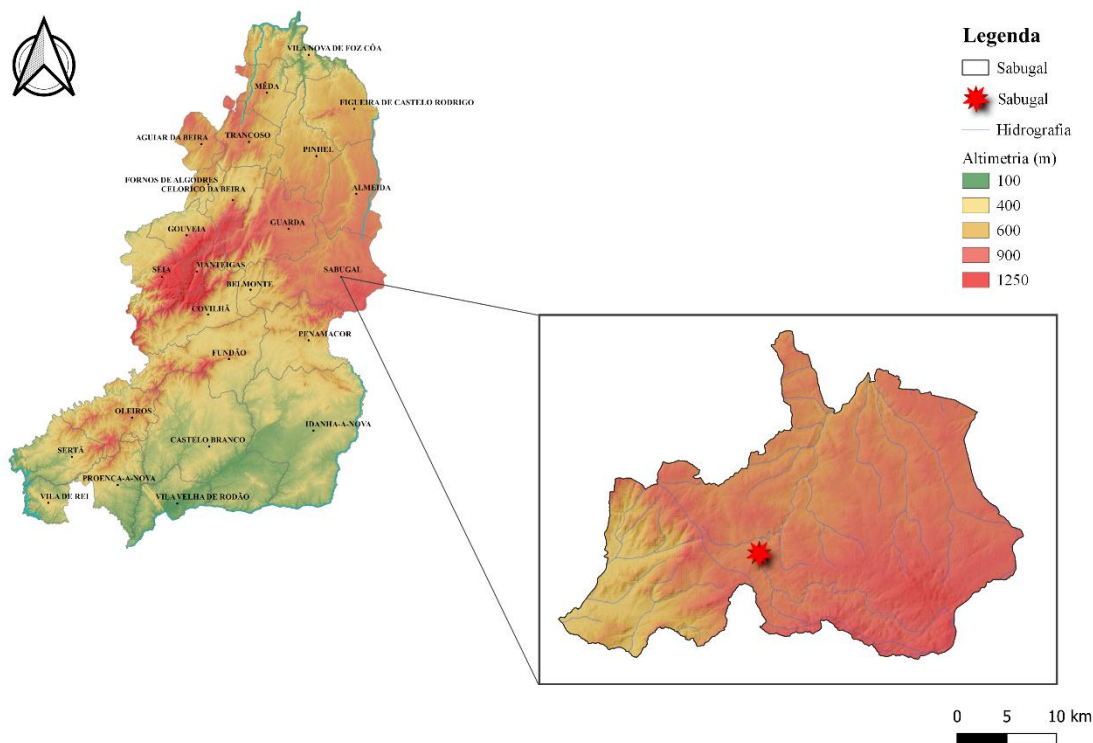 VILA NOVA DE FOZ CÔA
MÊDA
FIGUEIRA DE CASTELO RODRIGO
AGUIAR DA BEIRA
TRANCOSO
PINHEL
FORNOS DE ALGODRES
CELORICO DA BEIRA
ALMEIDA
GOUVEIA
GUARDA
SEIA
MANTEIGAS
SABUGAL
BELMONTE
COVILHÃ
PENAMACOR
FUNDÃO
OLEIROS
IDANHA-A-NOVA
CASTELO BRANCO
SERTÃ
PROENÇA-A-NOVA
VILA DE REI
VILA VELHA DE RODÃO
Legenda
Sabugal
Sabugal
Hidrografia
Altimetria (m)
100
400
600
900
1250
0 5 10 km